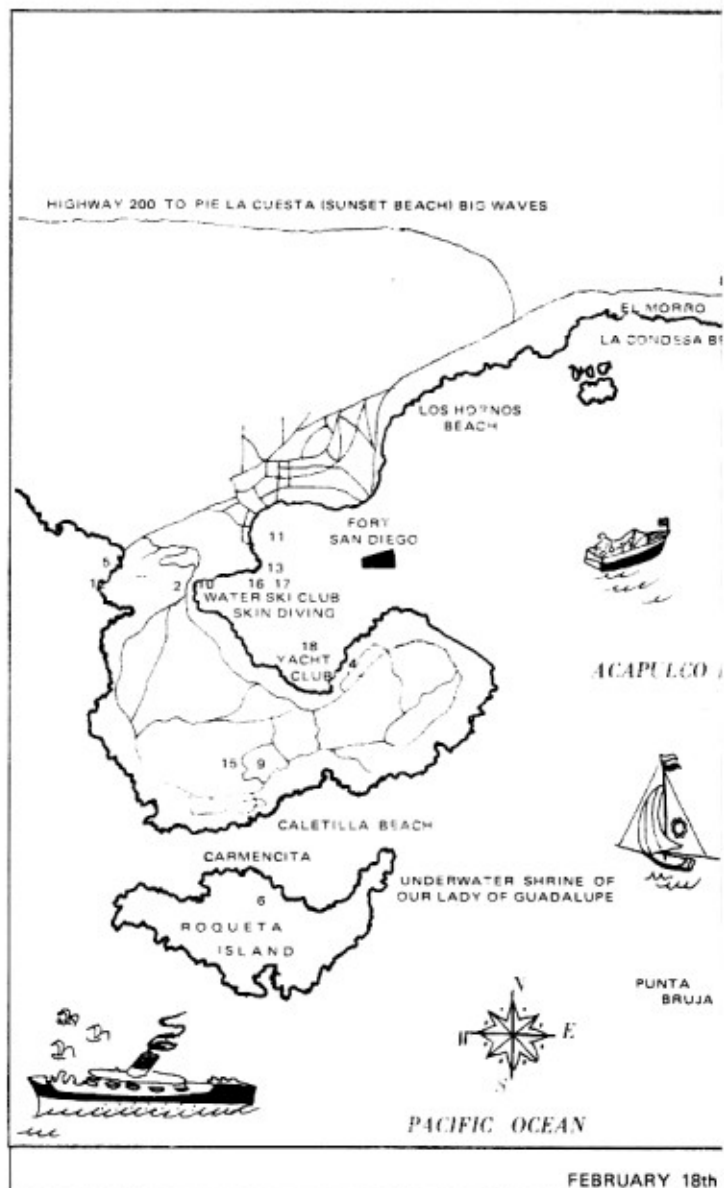 HIGHWAY 200 TO PIE LA CUESTA (SUNSET BEACH) BIG WAVES
EL MORRO
LA CONDESA
LOS HORNOS
BEACH
FORT
SAN DIEGO
11
5
13
2
10
16 17
WATER SKI CLUB
SKIN DIVING
18
YACHT
CLUB
4
ACAPULCO
15 9
CALETILLA BEACH
CARMENCITA
UNDERWATER SHRINE OF
OUR LADY OF GUADALUPE
6
ROQUETA
ISLAND
PUNTA
BRUJA
N
E
S
PACIFIC OCEAN
FEBRUARY 18th